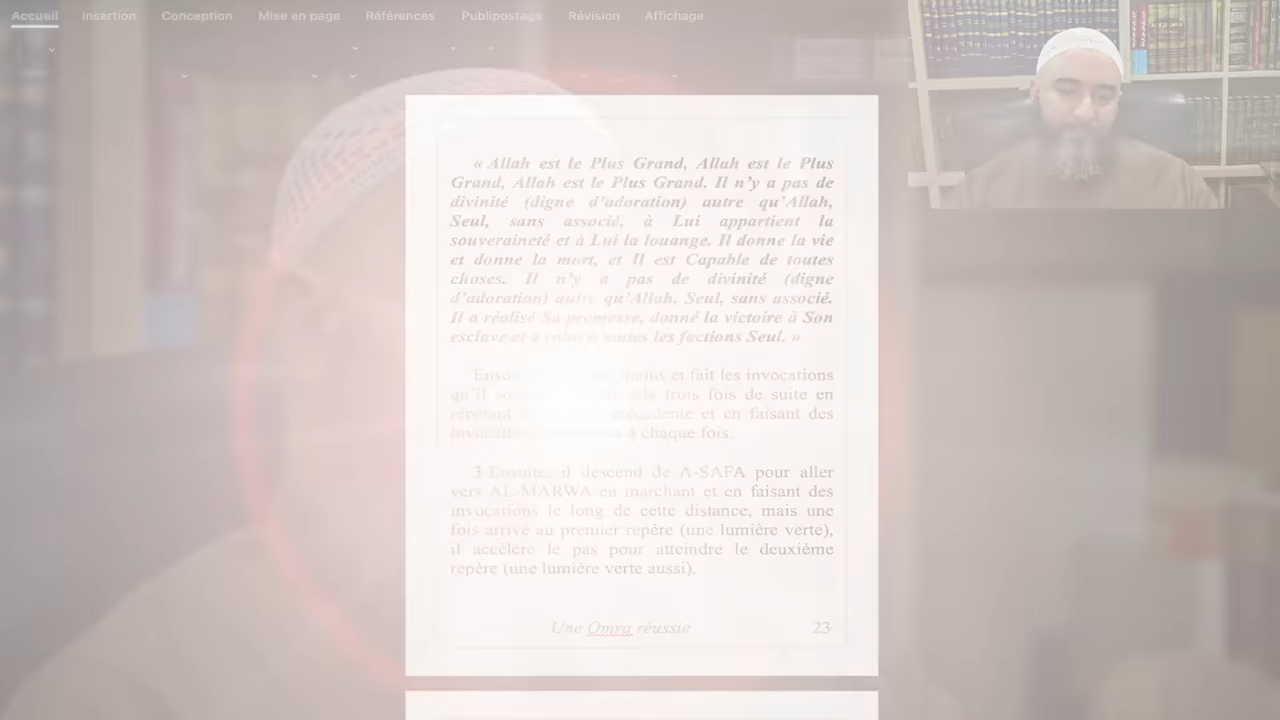 Accueil Insertion Conception Mise en page Références Publipostage Révision Affichage
« Allah est le Plus Grand, Allah est le Plus
Grand, Allah est le Plus Grand. Il n'y a pas de
divinité (digne d'adoration) autre qu'Allah,
Seul, sans associé, à Lui appartient la
souveraineté et à Lui la louange. Il donne la vie
et donne la mort, et Il est Capable de toutes
choses. Il n'y a pas de divinité (digne
d'adoration) autre qu'Allah, Seul, sans associé.
Il a réalisé Sa promesse, donné la victoire à Son
esclave et a les factions Seul. »
mains et fait les invocations
qu'il trois fois de suite en
répétant et en faisant des
à chaque fois.
3-Ensuite, il descend de A-SAFA pour aller
vers AL-MARWA en marchant et en faisant des
invocations le long de cette distance, mais une
fois arrivé au premier repère (une lumière verte),
il accélère le pas pour atteindre le deuxième
repère (une lumière verte aussi).
Une Omra réussie 23